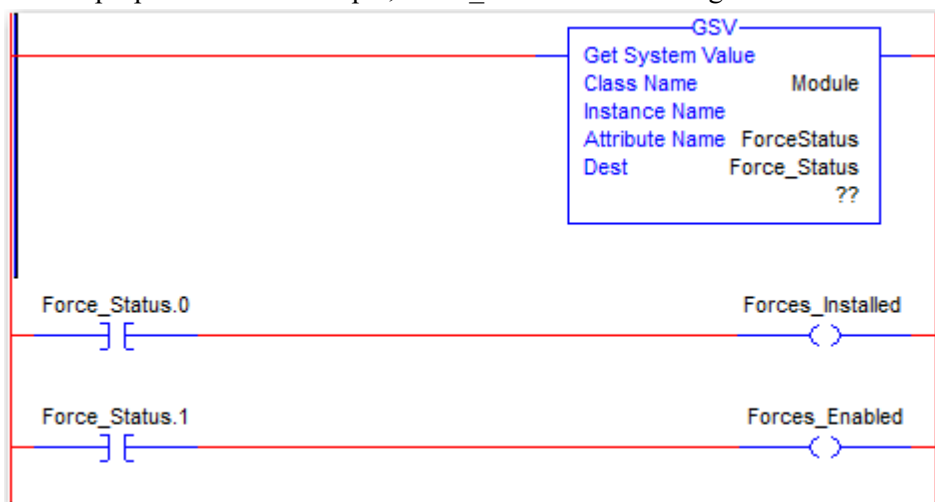 GSV
Get System Value
Class Name Module
Instance Name
Attribute Name ForceStatus
Dest Force_Status
??
Force_Status.0 Forces_Installed
Force_Status.1 Forces_Enabled